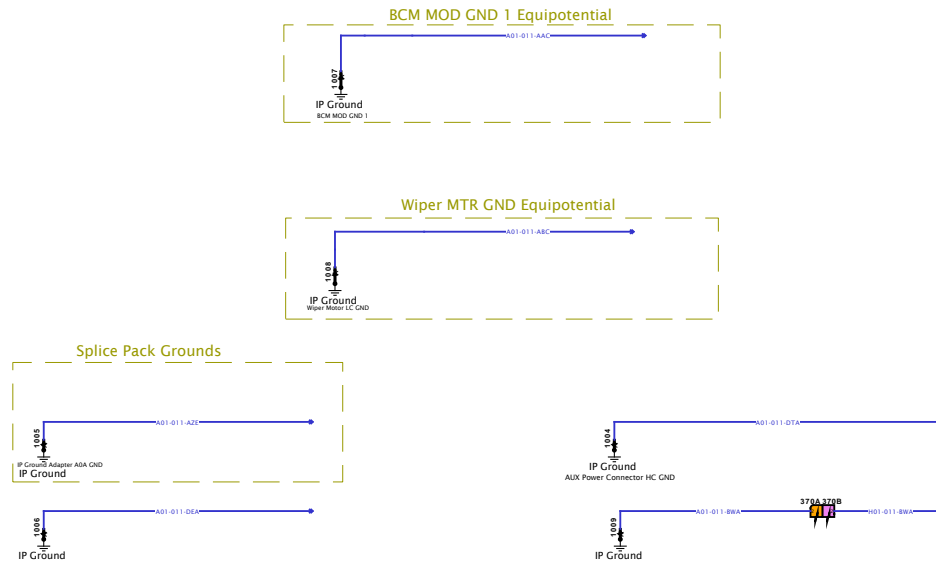 BCM MOD GND 1 Equipotential
A01-011-AAC
1007
IP Ground
BCM MOD GND 1
Wiper MTR GND Equipotential
A01-011-ABC
1008
IP Ground
Wiper Motor LC GND
Splice Pack Grounds
A01-011-AZE
1005
IP Ground Adapter A0A GND
IP Ground
A01-011-DTA
1004
IP Ground
AUX Power Connector HC GND
A01-011-DEA
1006
IP Ground
370A 370B
A01-011-BWA
H01-011-BWA
1009
IP Ground